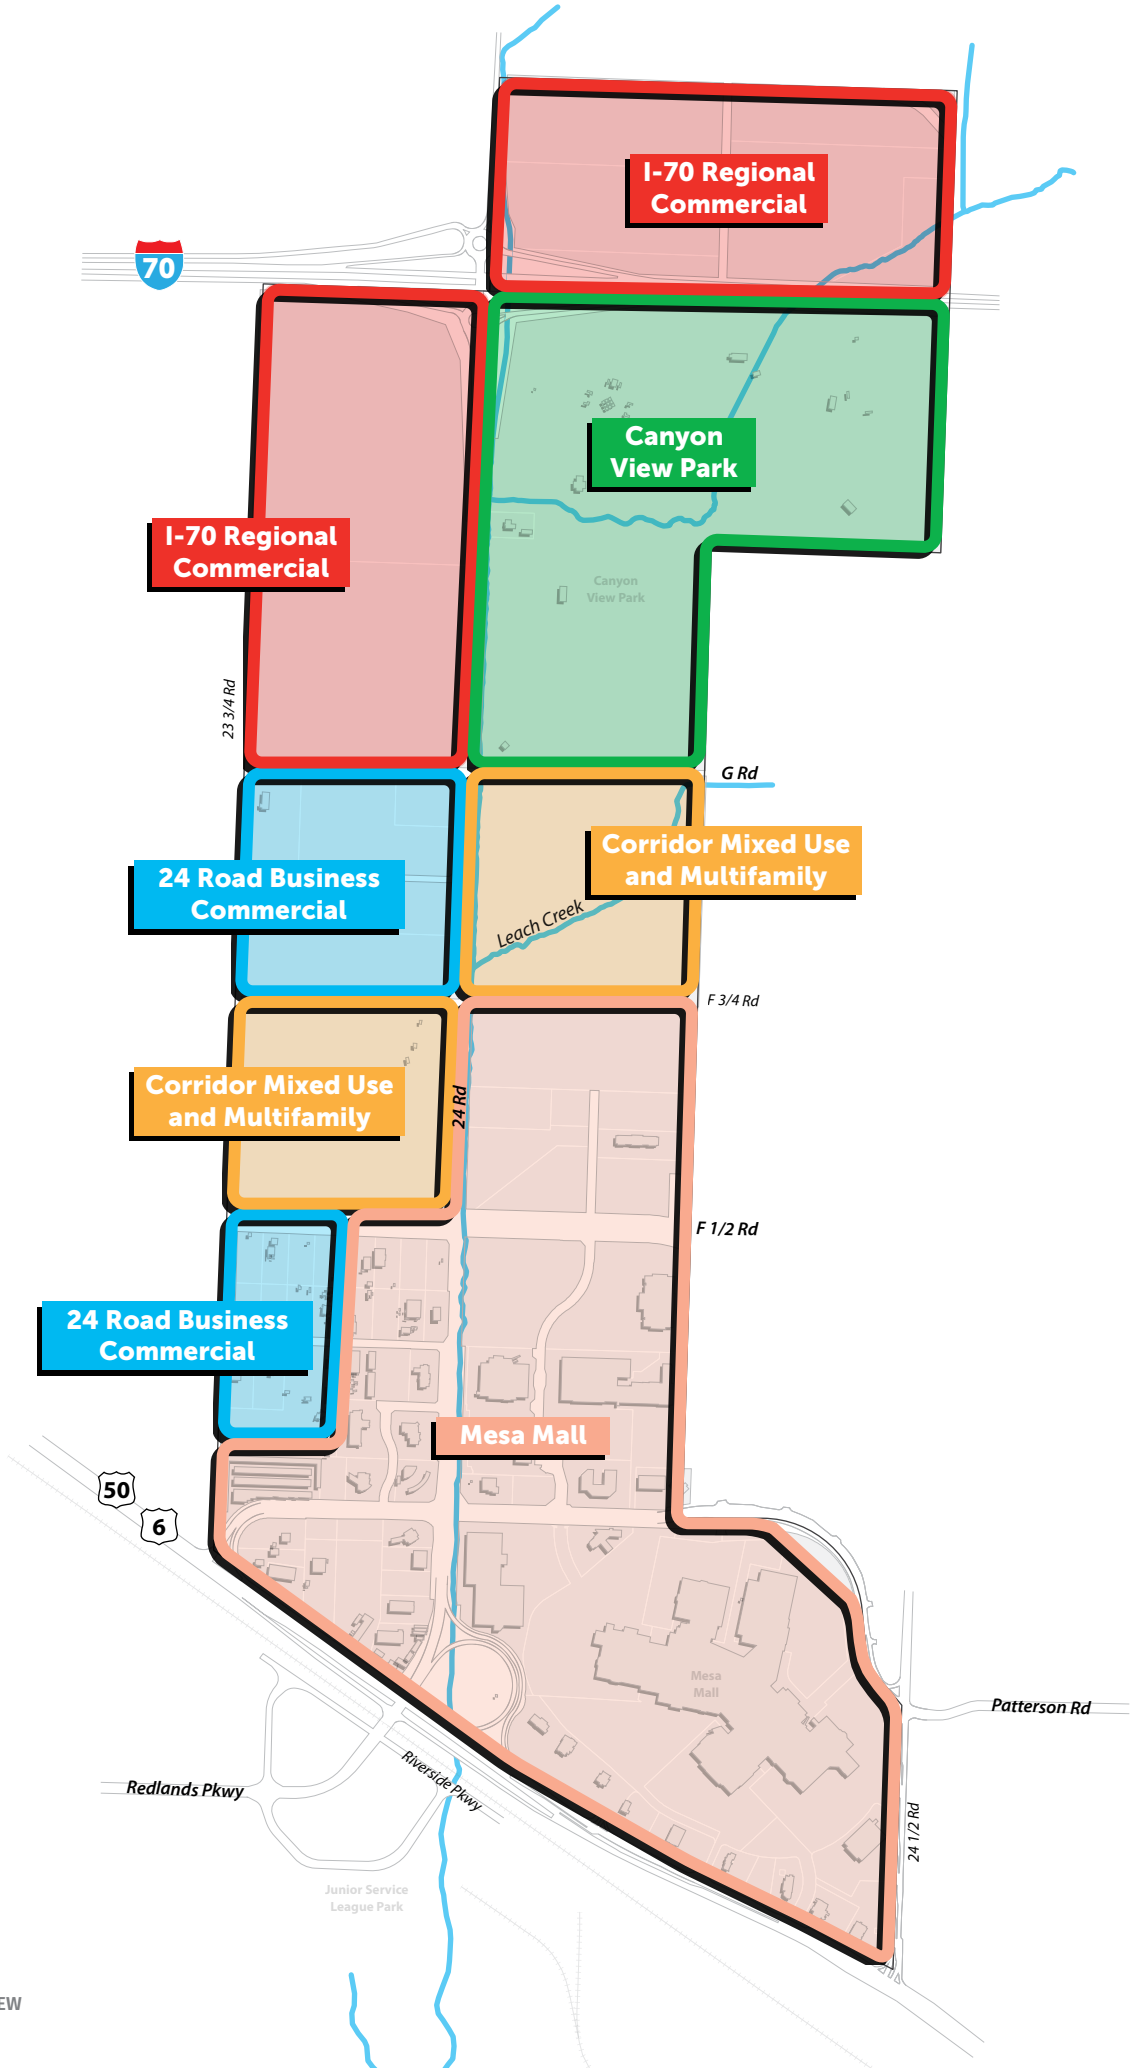 I-70 Regional
Commercial
70
Canyon
View Park
I-70 Regional
Commercial
Canyon
View Park
23 3/4 Rd
G Rd
Corridor Mixed Use
and Multifamily
24 Road Business
Commercial
Leach Creek
F 3/4 Rd
Corridor Mixed Use
and Multifamily
24 Rd
F 1/2 Rd
24 Road Business
Commercial
Mesa Mall
50
6
Mesa
Mall
Patterson Rd
Riverside Pkwy
Redlands Pkwy
24 1/2 Rd
Junior Service
League Park
EW